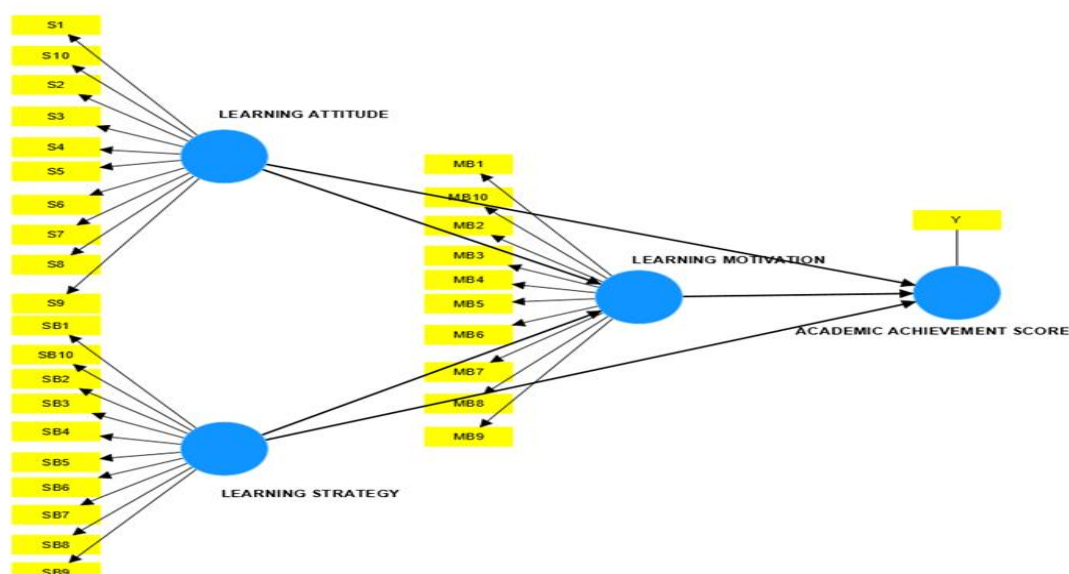 S1
S10
S2
S3
S4
S5
S6
S7
S8
S9
LEARNING ATTITUDE
SB1
SB10
SB2
SB3
SB4
SB5
SB6
SB7
SB8
SB9
LEARNING STRATEGY
MB1
MB10
MB2
MB3
MB4
MB5
MB6
MB7
MB8
MB9
LEARNING MOTIVATION
Y
ACADEMIC ACHIEVEMENT SCORE